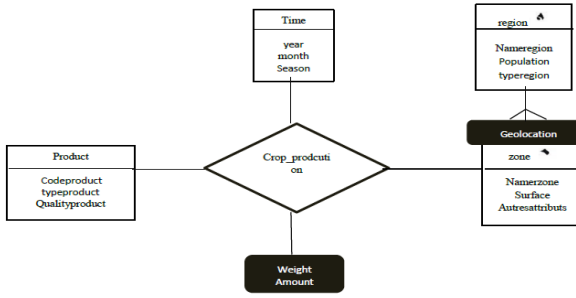 Time
year
month
Season
region
Nameregion
Population
typeregion
Geolocation
zone
Namerzone
Surface
Antresattributs
Product
Codeproduct
typeproduct
Qualityproduct
Crop_prodcuti
on
Weight
Amount